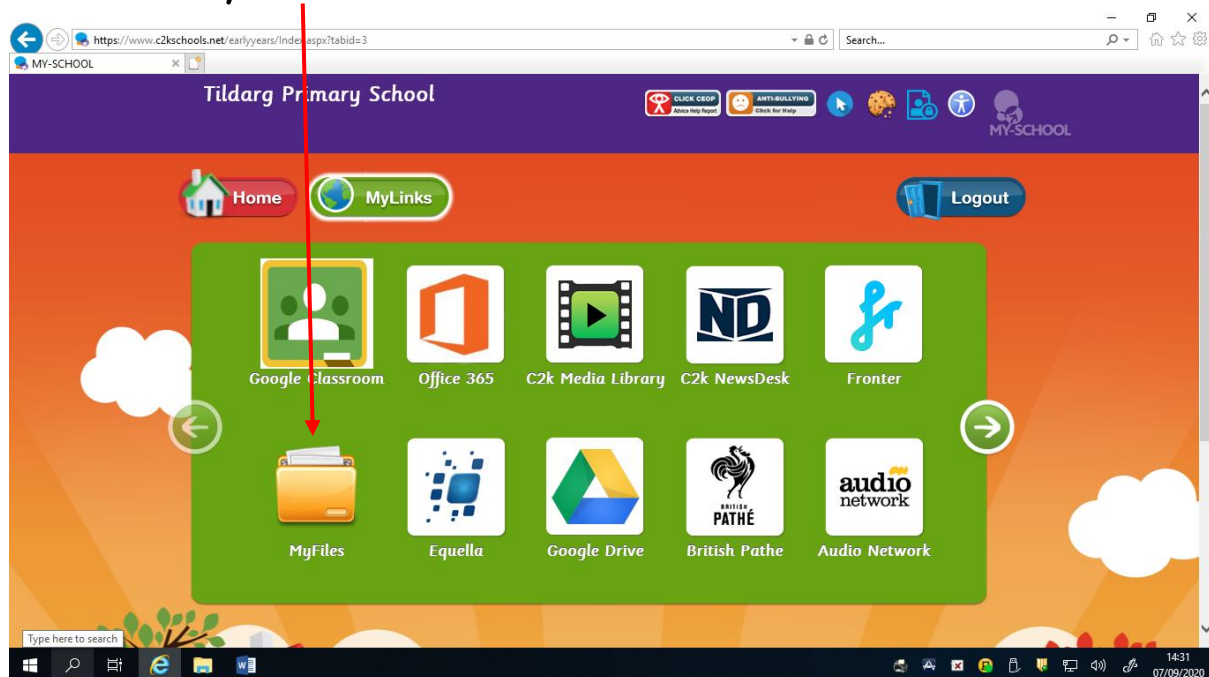 https://www.c2kschools.net/earlyyears/Index.aspx?tabid=3
Search...
MY-SCHOOL
Tildarg Primary School
CLICK CEOP
Advice Help Report
ANTI-BULLYING
Click for Help
MY-SCHOOL
Home
MyLinks
Logout
ND
fr
Google Classroom
Office 365
C2k Media Library
C2k NewsDesk
Fronter
BRITISH
PATHÉ
audio
network
MyFiles
Equella
Google Drive
British Pathe
Audio Network
Type here to search
14:31
07/09/2020